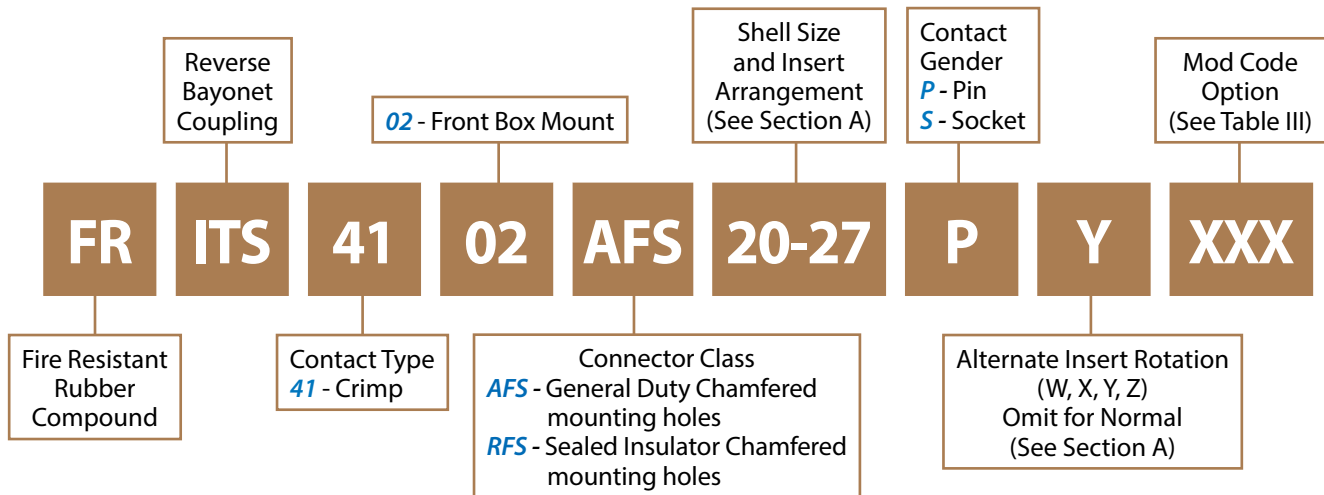 Reverse
Bayonet
Coupling
02 - Front Box Mount
Shell Size
and Insert
Arrangement
(See Section A)
Contact
Gender
P - Pin
S - Socket
Mod Code
Option
(See Table III)
FR ITS 41 02 AFS 20-27 P Y XXX
Fire Resistant
Rubber
Compound
Contact Type
41 - Crimp
Connector Class
AFS - General Duty Chamfered
mounting holes
RFS - Sealed Insulator Chamfered
mounting holes
Alternate Insert Rotation
(W, X, Y, Z)
Omit for Normal
(See Section A)